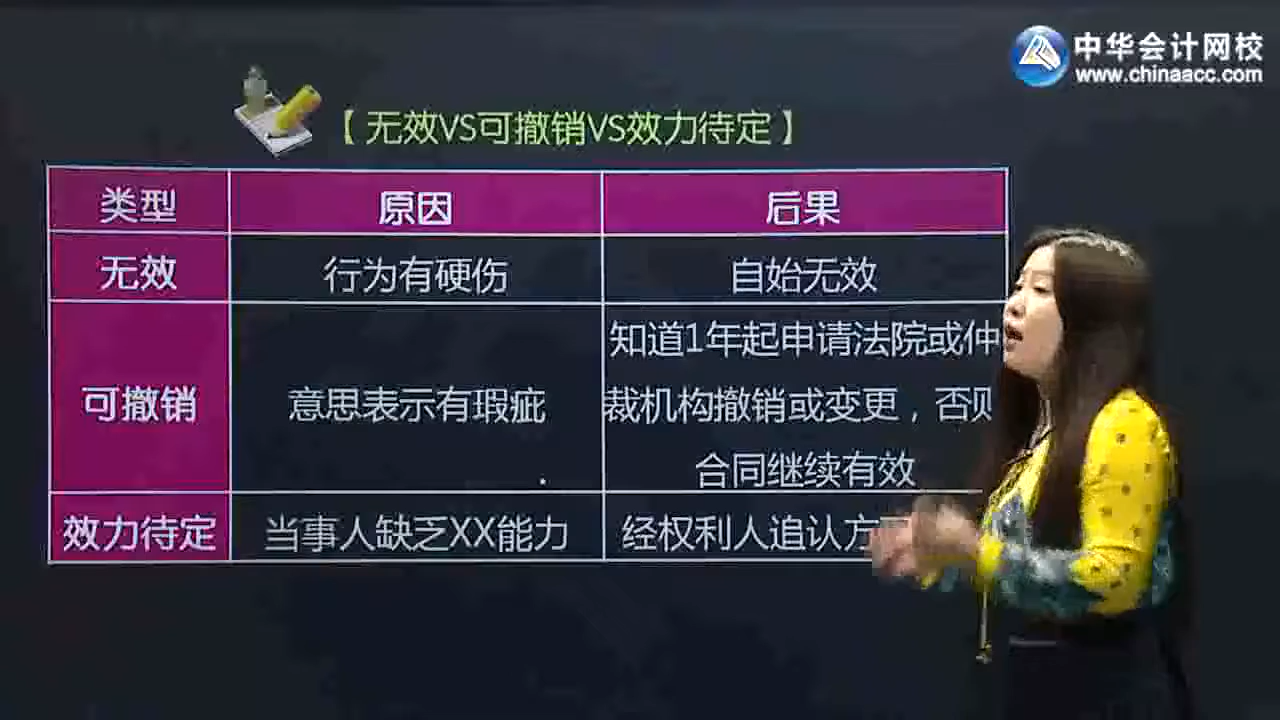 中华会计网校
www.chinaacc.com
【无效VS可撤销VS效力待定】
类型 原因 后果
无效 行为有硬伤 自始无效
可撤销 意思表示有瑕疵 知道1年起申请法院或仲
裁机构撤销或变更，否则
合同继续有效
效力待定 当事人缺乏XX能力 经权利人追认方